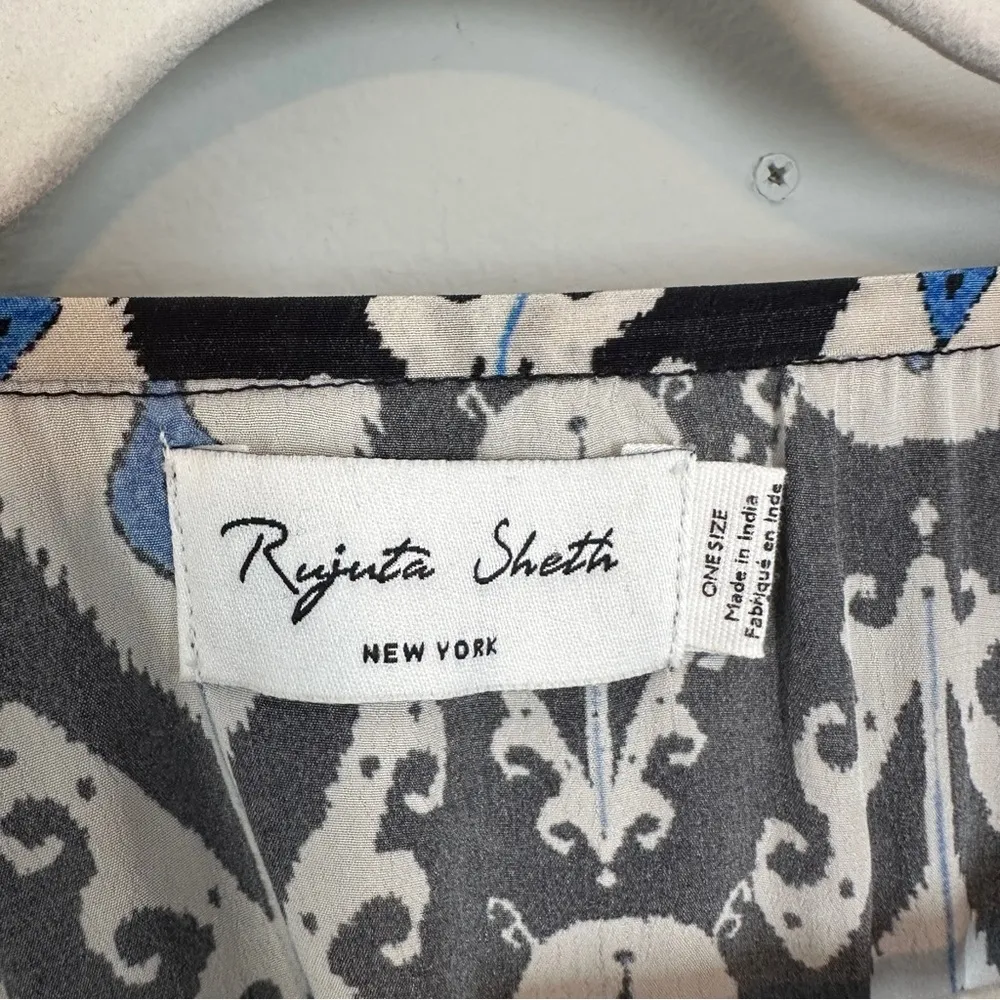 Rujuta Sheth
NEW YORK
ONE SIZE
Made in India
Fabriqué en Inde